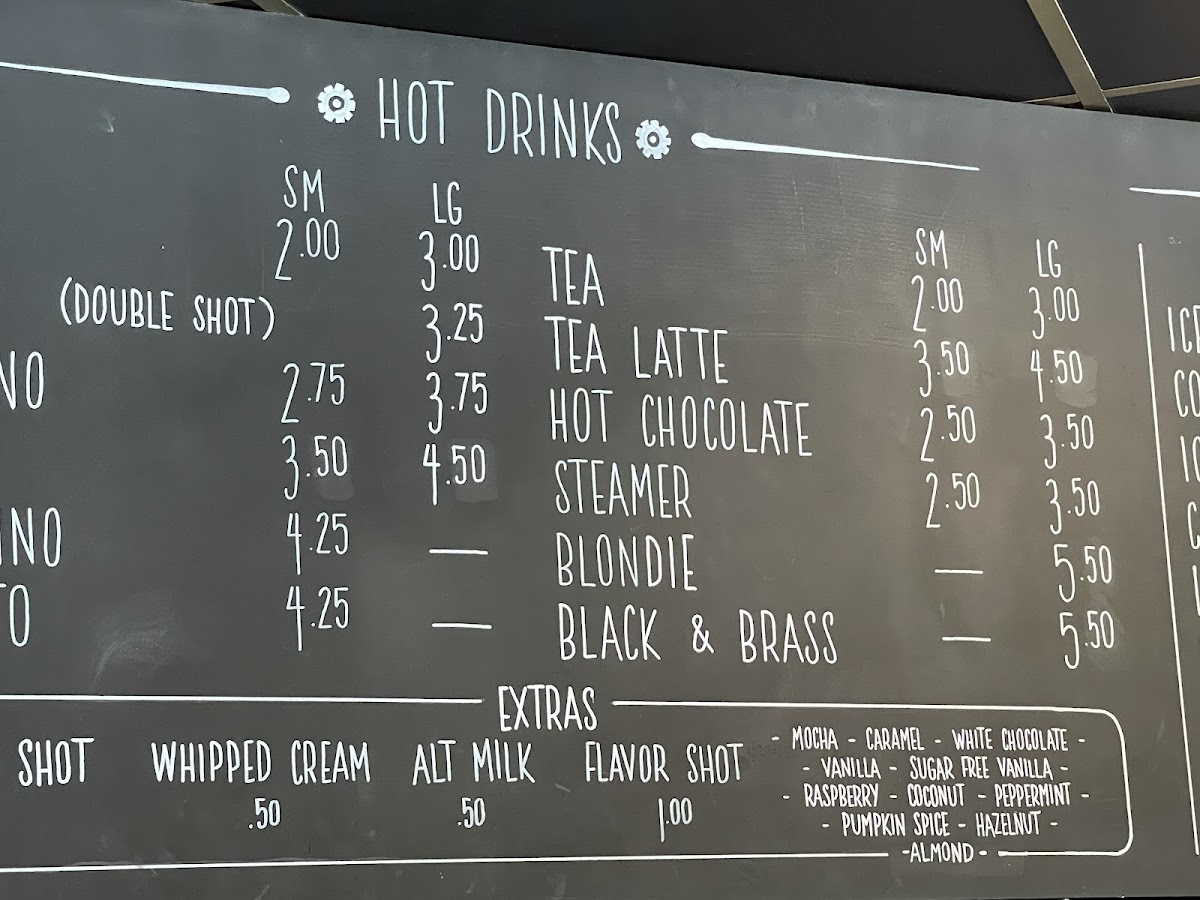 HOT DRINKS
SM LG
2.00 3.00
(DOUBLE SHOT) 3.25
NO 2.75 3.75
3.50 4.50
NO 4.25 —
TO 4.25 —
SM LG
TEA 2.00 3.00
TEA LATTE 3.50 4.50
HOT CHOCOLATE 2.50 3.50
STEAMER 2.50 3.50
BLONDIE — 5.50
BLACK & BRASS — 5.50
ICE
CO
IC
C
EXTRAS
SHOT WHIPPED CREAM ALT MILK FLAVOR SHOT
.50 .50 1.00
- MOCHA - CARAMEL - WHITE CHOCOLATE -
- VANILLA - SUGAR FREE VANILLA -
- RASPBERRY - COCONUT - PEPPERMINT -
- PUMPKIN SPICE - HAZELNUT -
-ALMOND-